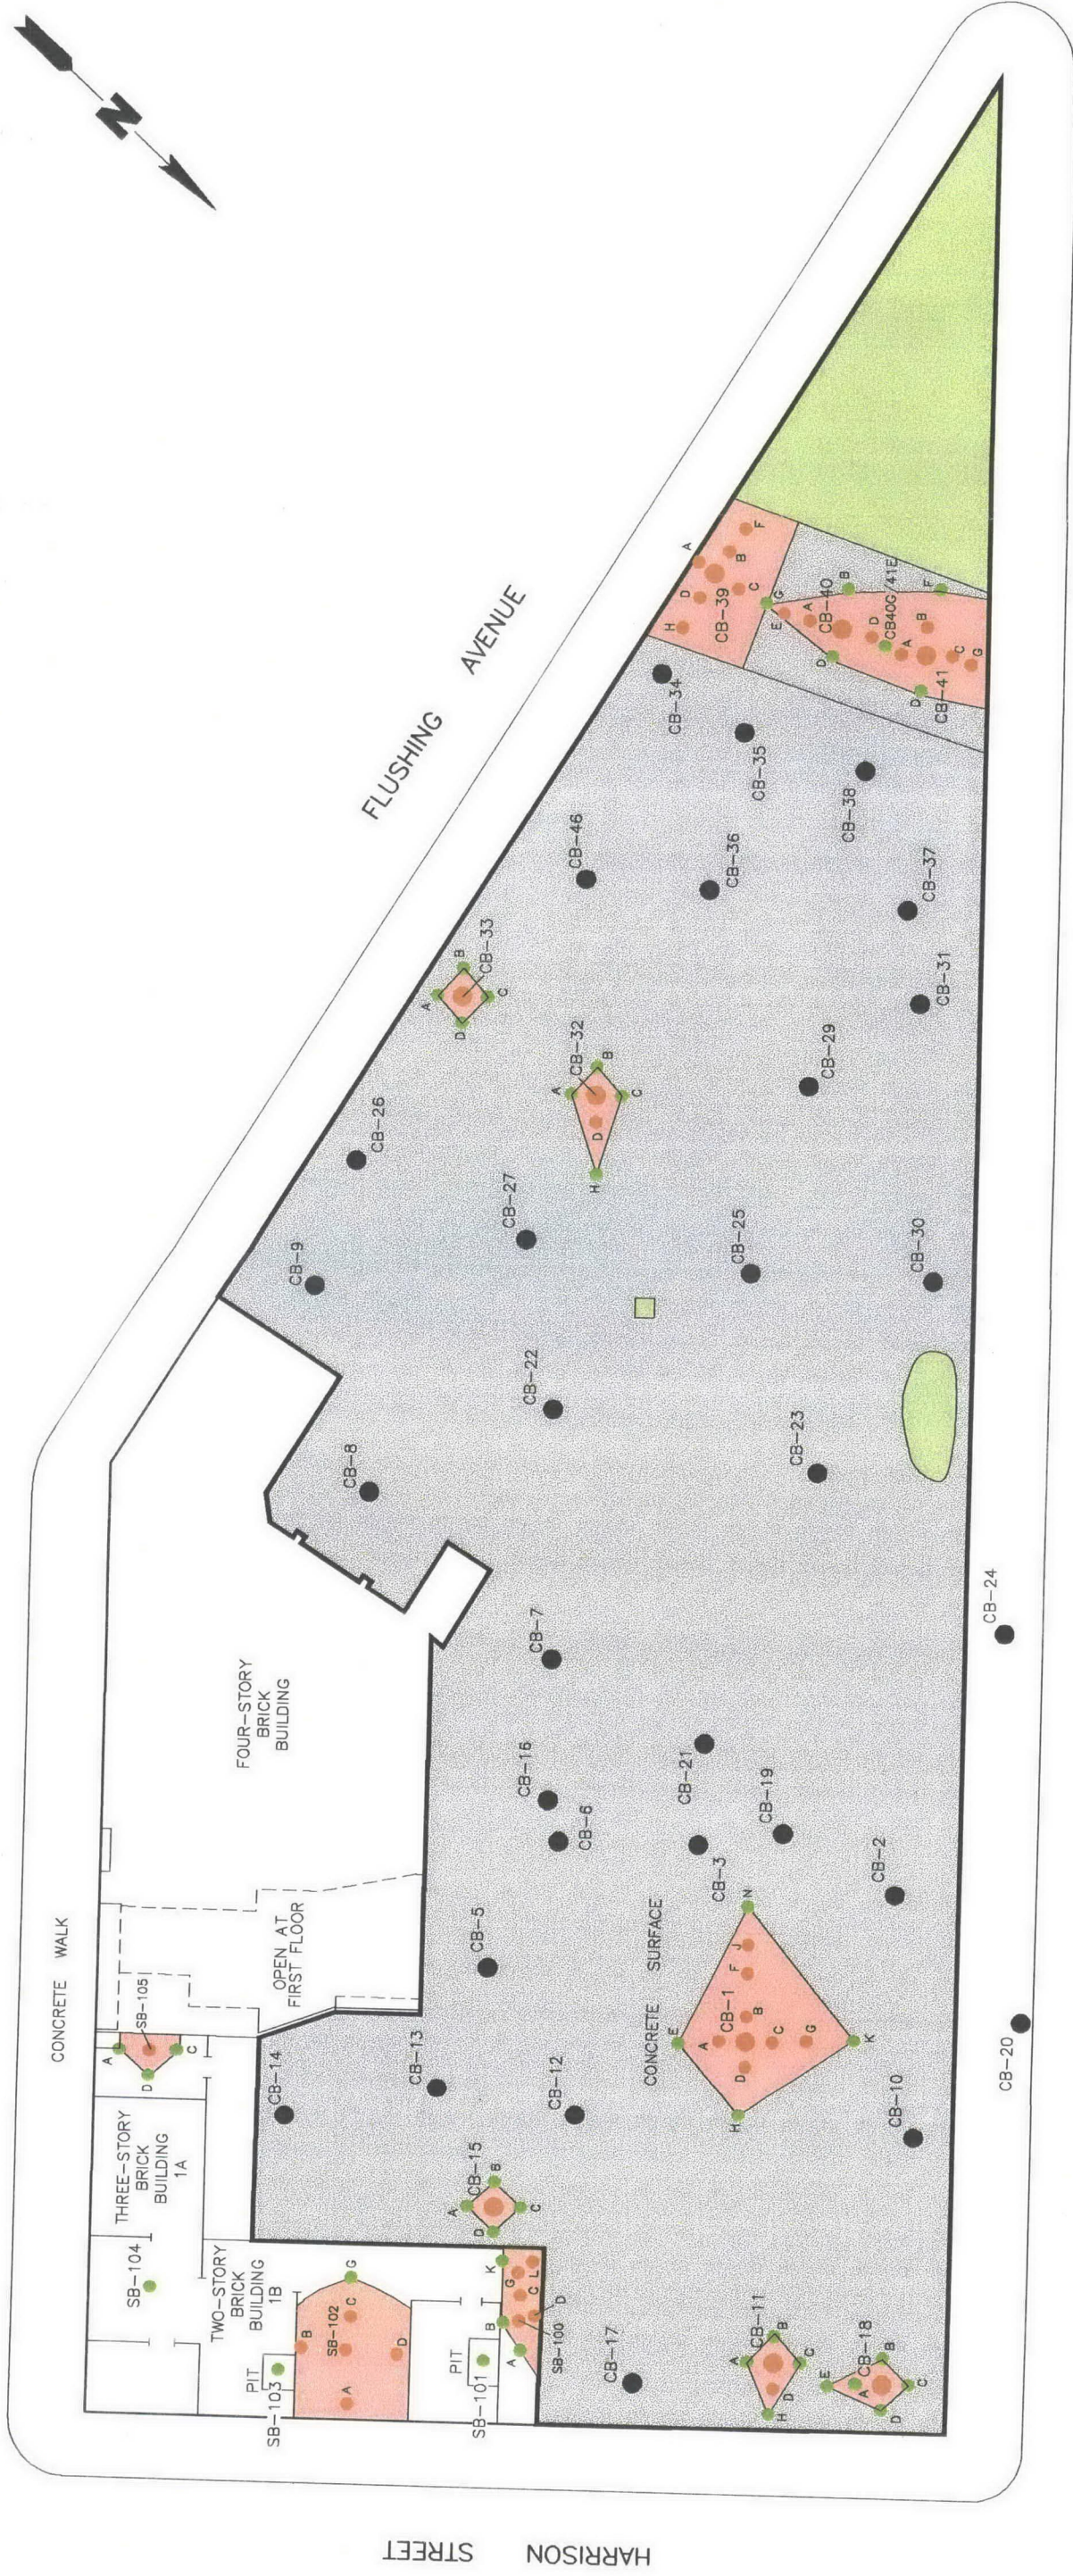 N
FLUSHING AVENUE
HARRISON STREET
CONCRETE WALK
FOUR-STORY
BRICK
BUILDING
OPEN AT
FIRST FLOOR
THREE-STORY
BRICK
BUILDING
1A
TWO-STORY
BRICK
BUILDING
1B
CONCRETE SURFACE
A
B
C
D
F
H
CB-39
G
E
A
CB-40
B
D
D
CB40G/41E
F
A
B
C
G
D
CB-41
CB-34
CB-35
CB-38
CB-46
CB-36
CB-37
CB-31
A
B
C
D
CB-33
A
B
C
D
H
CB-32
CB-29
CB-26
CB-27
CB-9
CB-25
CB-30
CB-22
CB-8
CB-23
CB-7
CB-24
CB-16
CB-6
CB-21
CB-19
CB-3
CB-2
CB-5
N
J
F
E
A
B
CB-1
C
G
K
D
H
CB-20
CB-10
CB-14
CB-13
CB-12
SB-105
A
C
D
CB-15
A
B
C
D
SB-104
PIT
SB-103
B
SB-102
C
G
D
A
PIT
SB-101
K
G
L
C
B
D
A
SB-100
CB-17
CB-11
A
B
C
D
H
CB-18
E
A
B
C
D